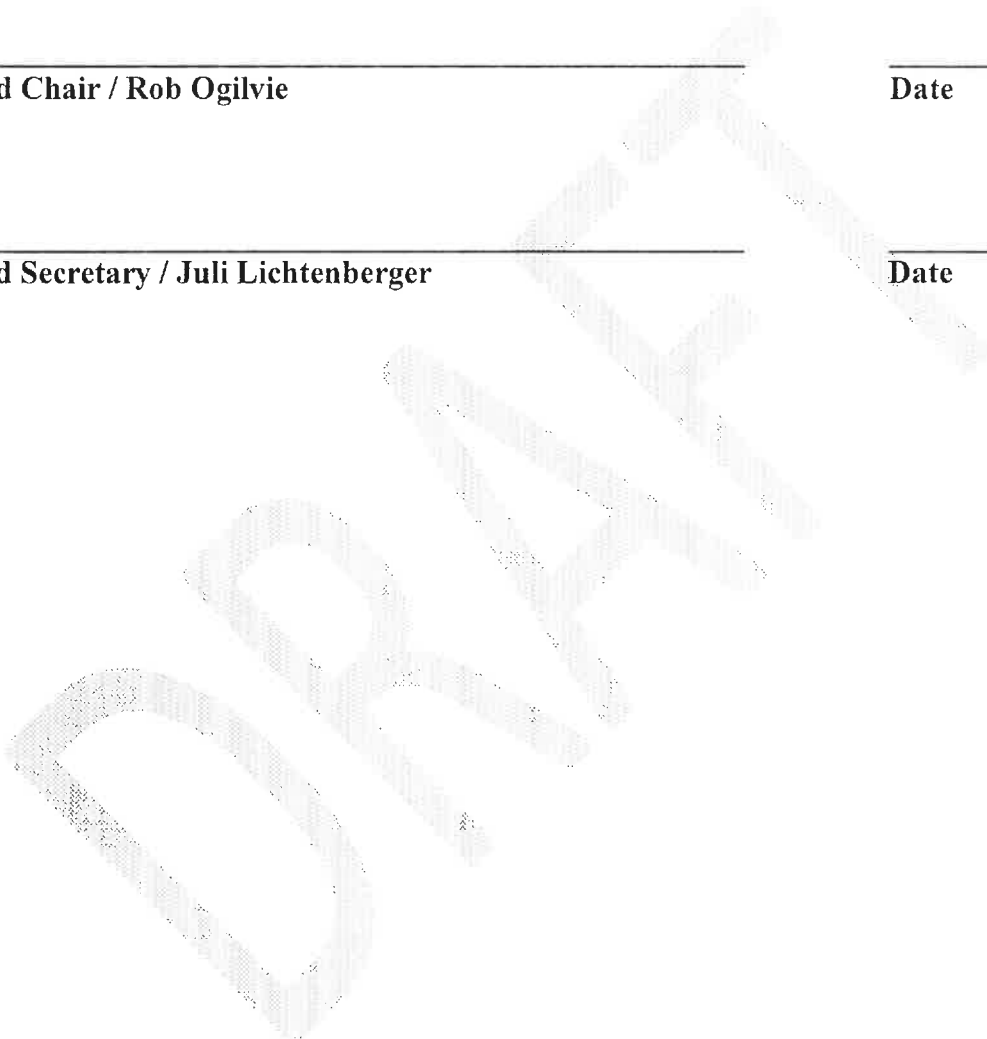 d Chair / Rob Ogilvie Date
d Secretary / Juli Lichtenberger Date
DRAFT